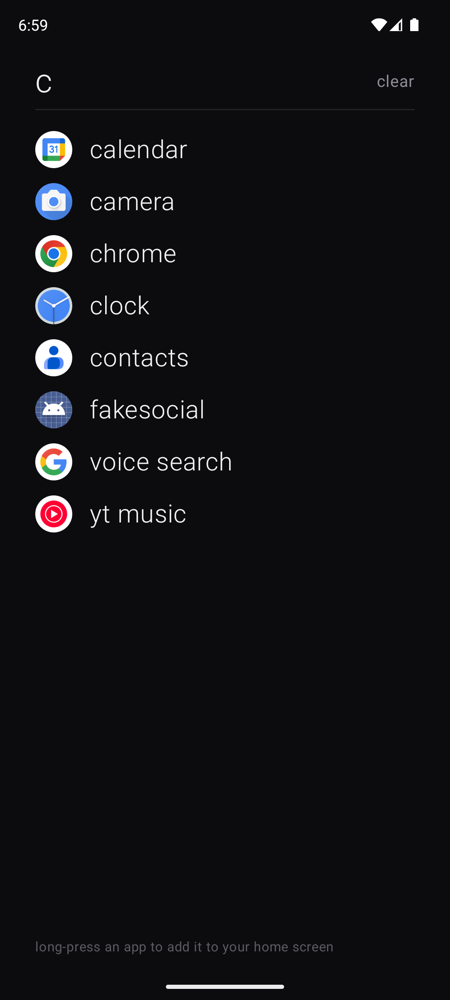 6:59
C
clear
31
calendar
camera
chrome
clock
contacts
fakesocial
voice search
yt music
long-press an app to add it to your home screen